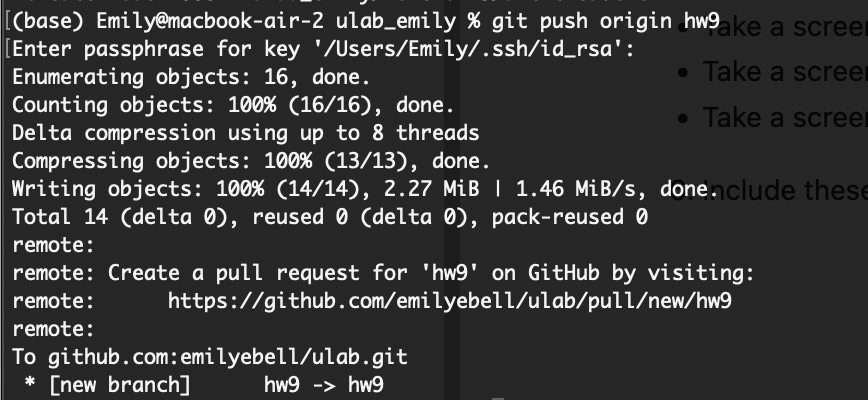 (base) Emily@macbook-air-2 ulab_emily % git push origin hw9
Enter passphrase for key '/Users/Emily/.ssh/id_rsa':
Enumerating objects: 16, done.
Counting objects: 100% (16/16), done.
Delta compression using up to 8 threads
Compressing objects: 100% (13/13), done.
Writing objects: 100% (14/14), 2.27 MiB | 1.46 MiB/s, done.
Total 14 (delta 0), reused 0 (delta 0), pack-reused 0
remote:
remote: Create a pull request for 'hw9' on GitHub by visiting:
remote:      https://github.com/emilyebell/ulab/pull/new/hw9
remote:
To github.com:emilyebell/ulab.git
 * [new branch]      hw9 -> hw9
• Take a
• Take a
• Take a
Include